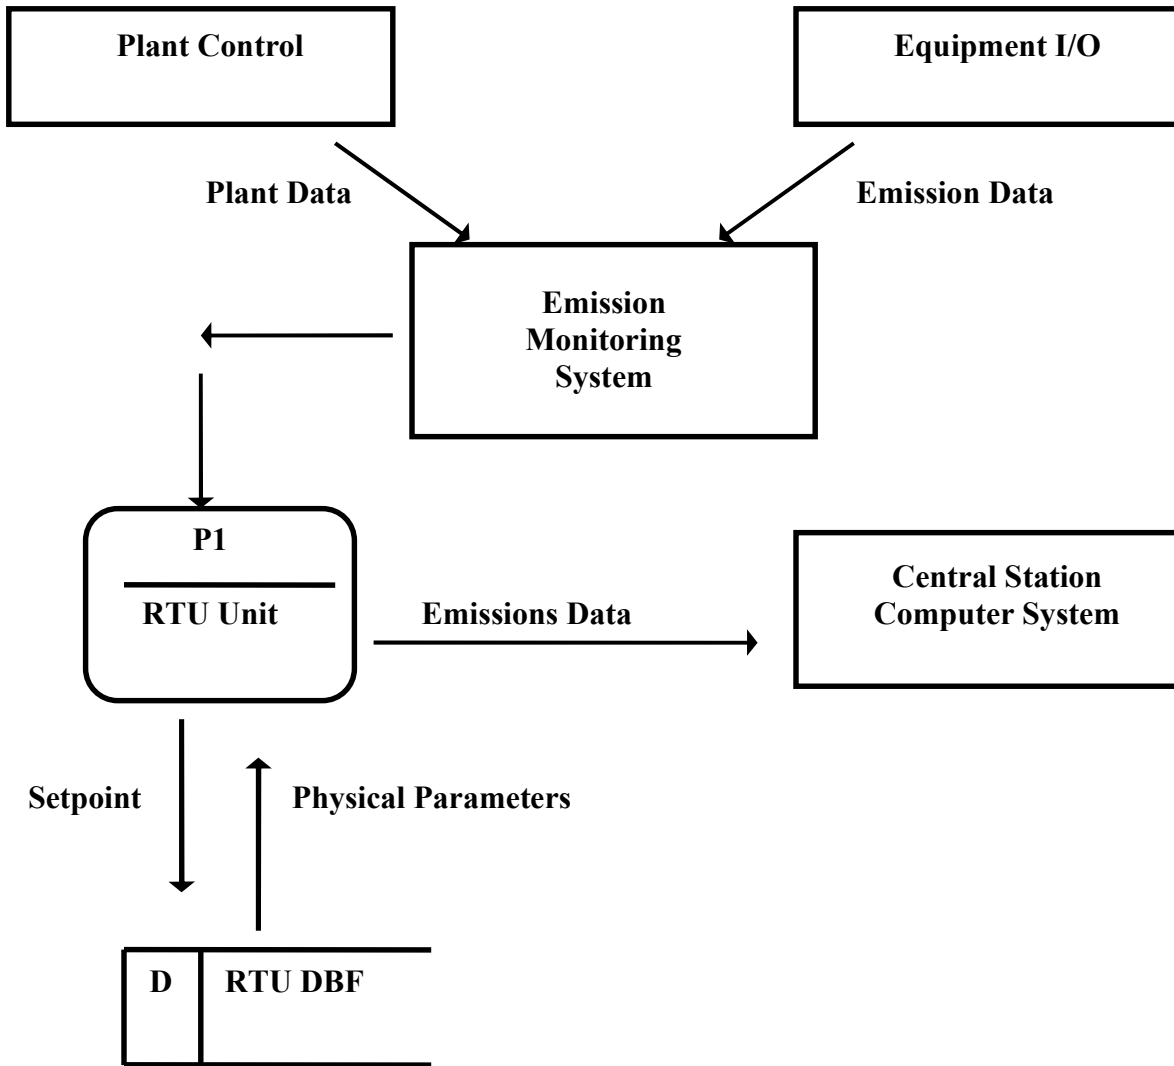 Plant Control
Equipment I/O
Plant Data
Emission Data
Emission
Monitoring
System
P1
RTU Unit
Emissions Data
Central Station
Computer System
Setpoint
Physical Parameters
D
RTU DBF